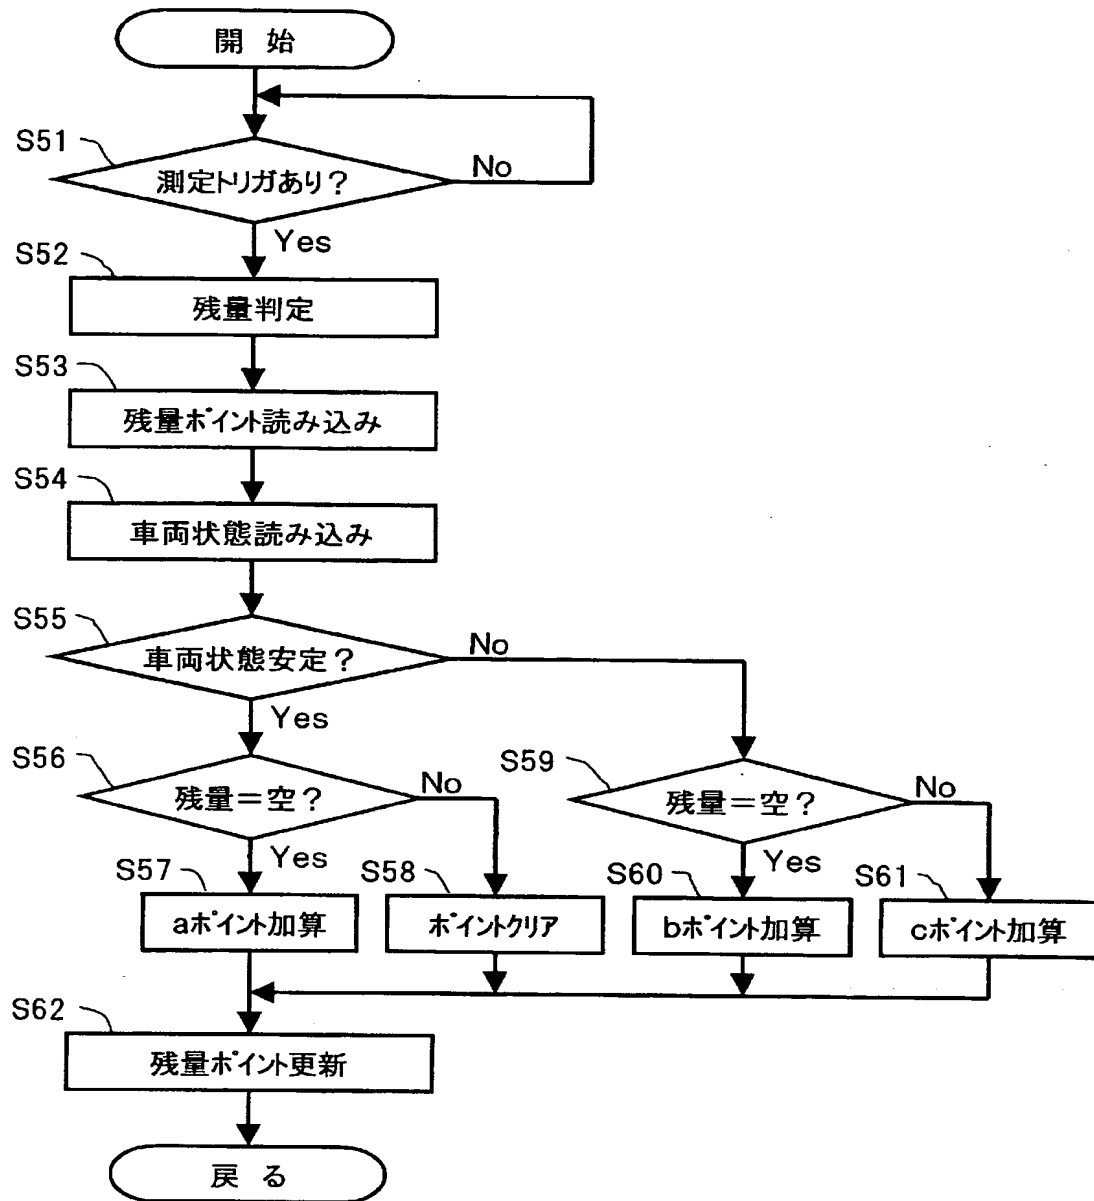 開 始
S51
測定トリガあり？
No
Yes
S52
残量判定
S53
残量ポイント読み込み
S54
車両状態読み込み
S55
車両状態安定？
No
Yes
S56
残量＝空？
No
S59
残量＝空？
No
Yes
Yes
S57
S58
S60
S61
aポイント加算
ポイントクリア
bポイント加算
cポイント加算
S62
残量ポイント更新
戻 る